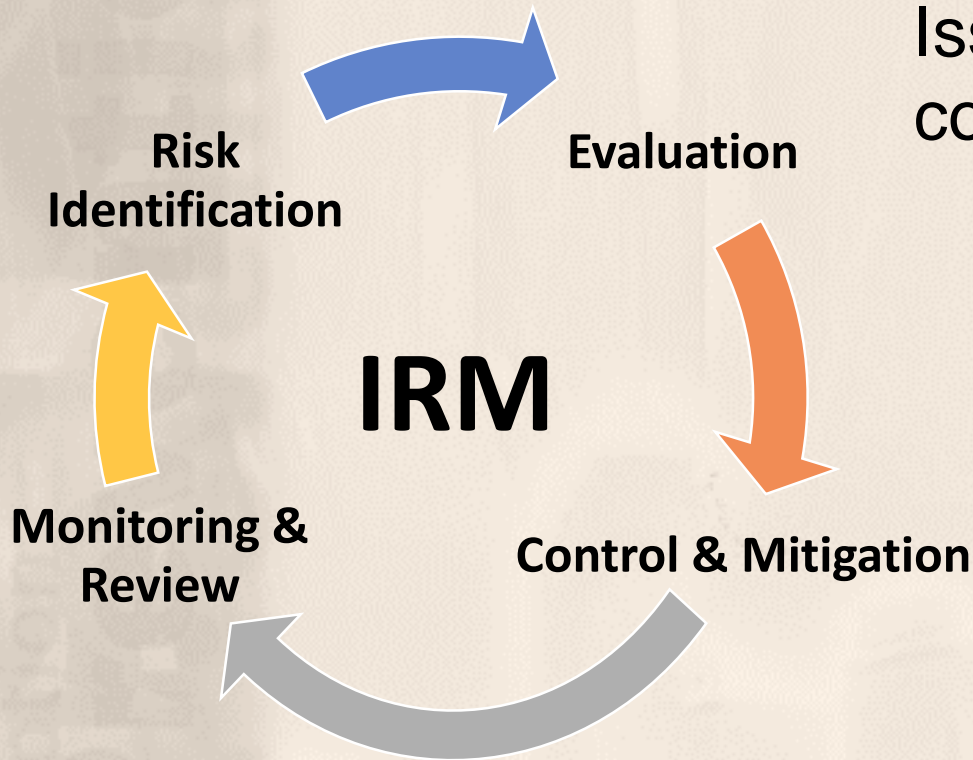 Risk
Identification
Evaluation
IRM
Monitoring &
Review
Control & Mitigation